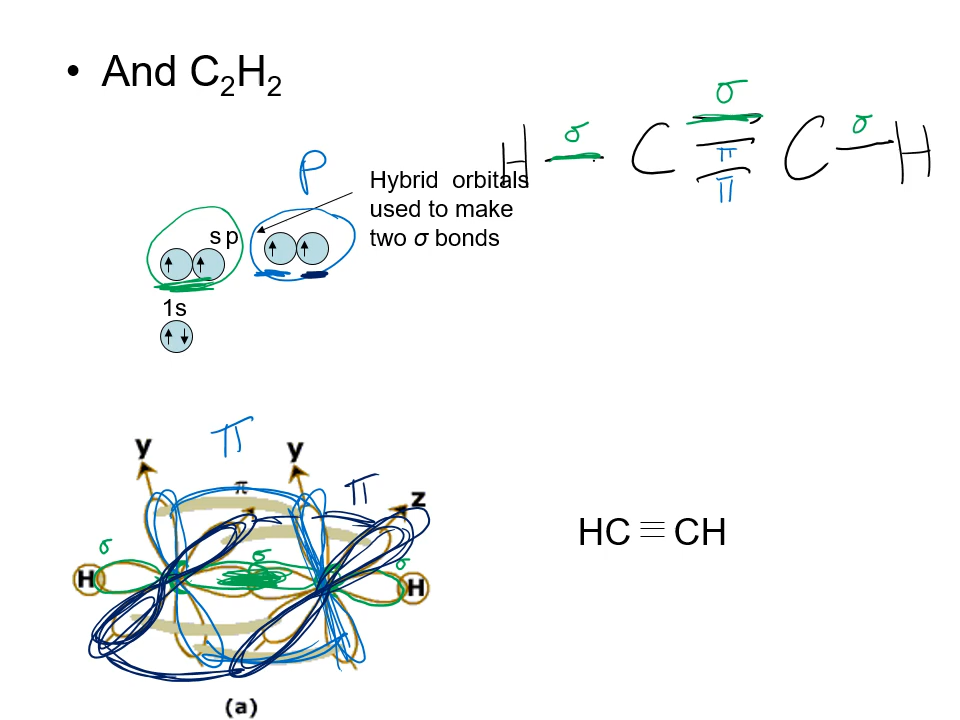 • And C₂H₂
H σ C σ π π C σ H
P
Hybrid orbitals
used to make
two σ bonds
s p
1s
π
y y
π π z
σ σ σ
H H
HC ≡ CH
(a)